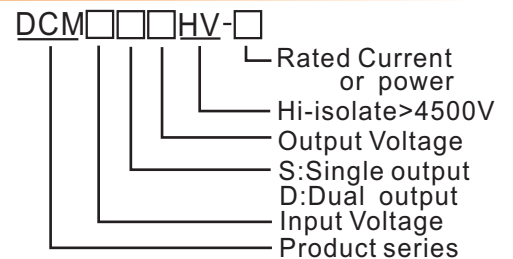 DCM□□□HV-□
Rated Current
or power
Hi-isolate>4500V
Output Voltage
S:Single output
D:Dual output
Input Voltage
Product series